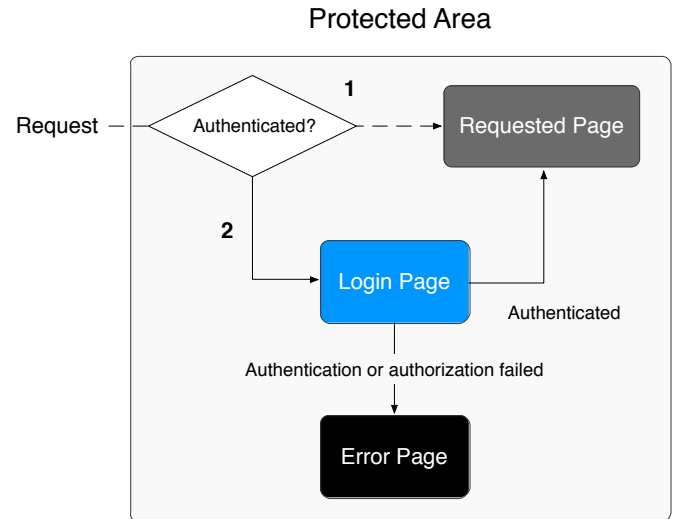 Protected Area
1
Request
Authenticated?
Requested Page
2
Login Page
Authenticated
Authentication or authorization failed
Error Page